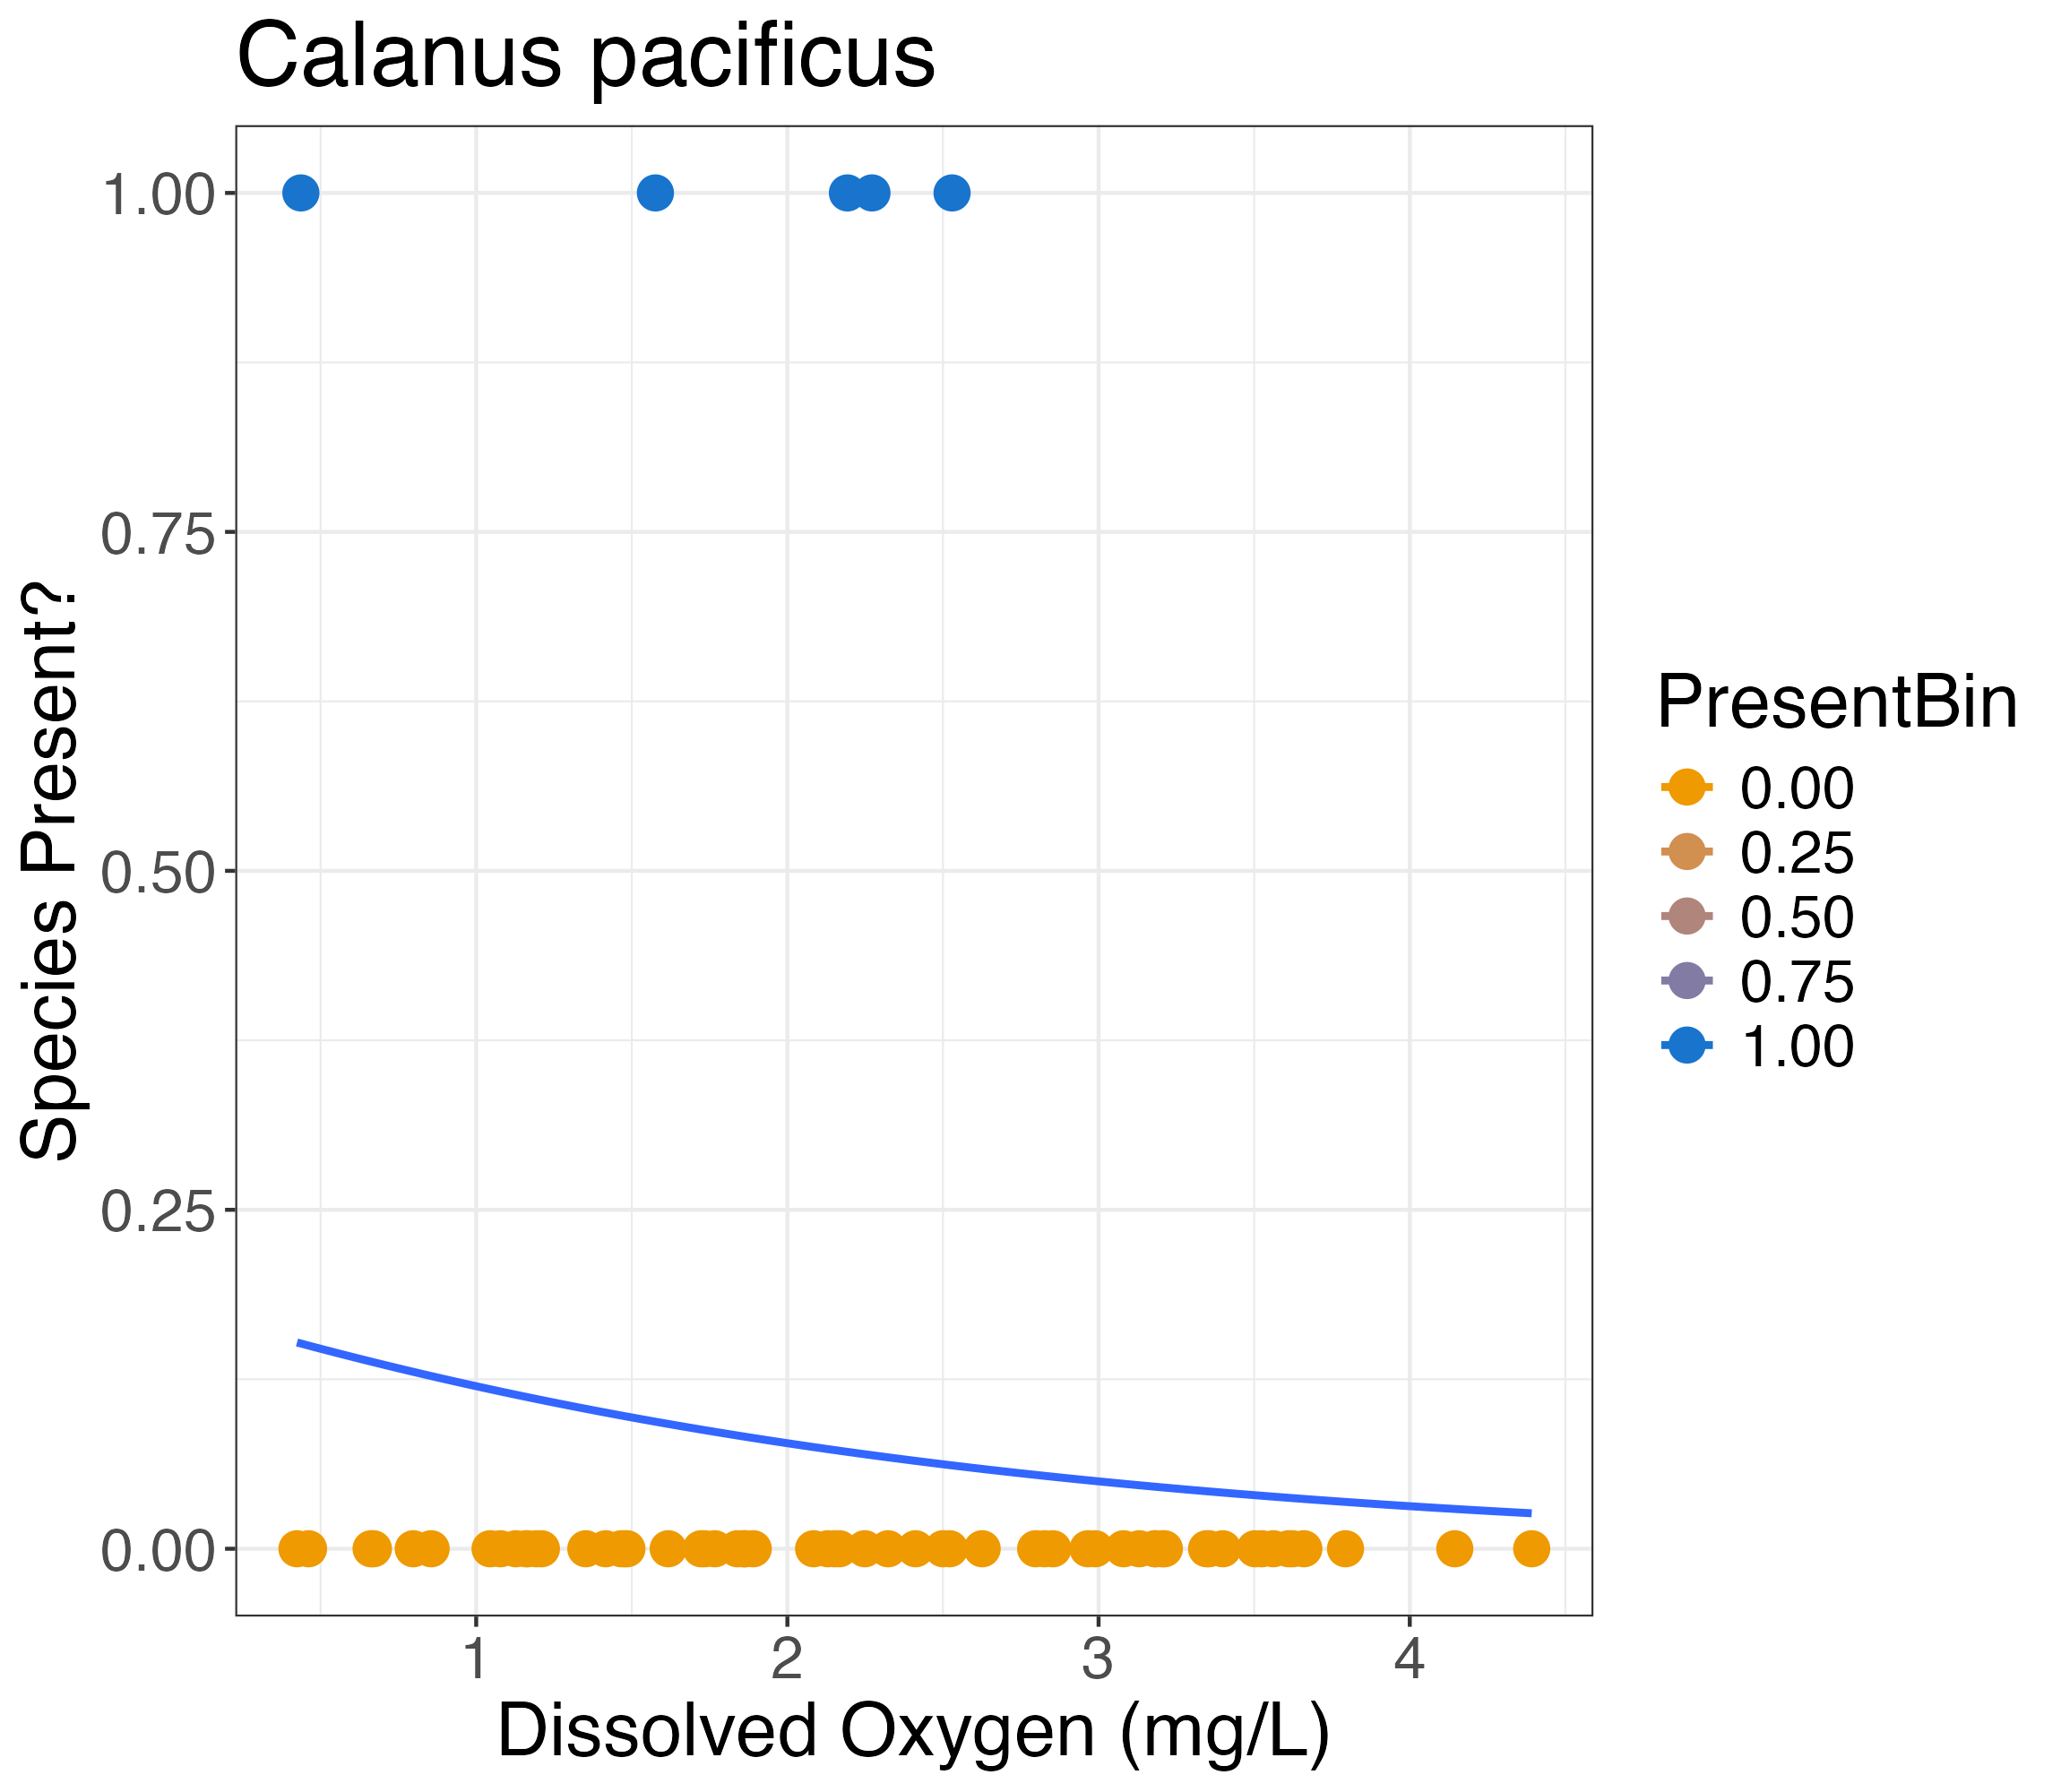 Calanus pacificus
1.00
0.75
0.50
0.25
0.00
Species Present?
1 2 3 4
Dissolved Oxygen (mg/L)
PresentBin
0.00
0.25
0.50
0.75
1.00